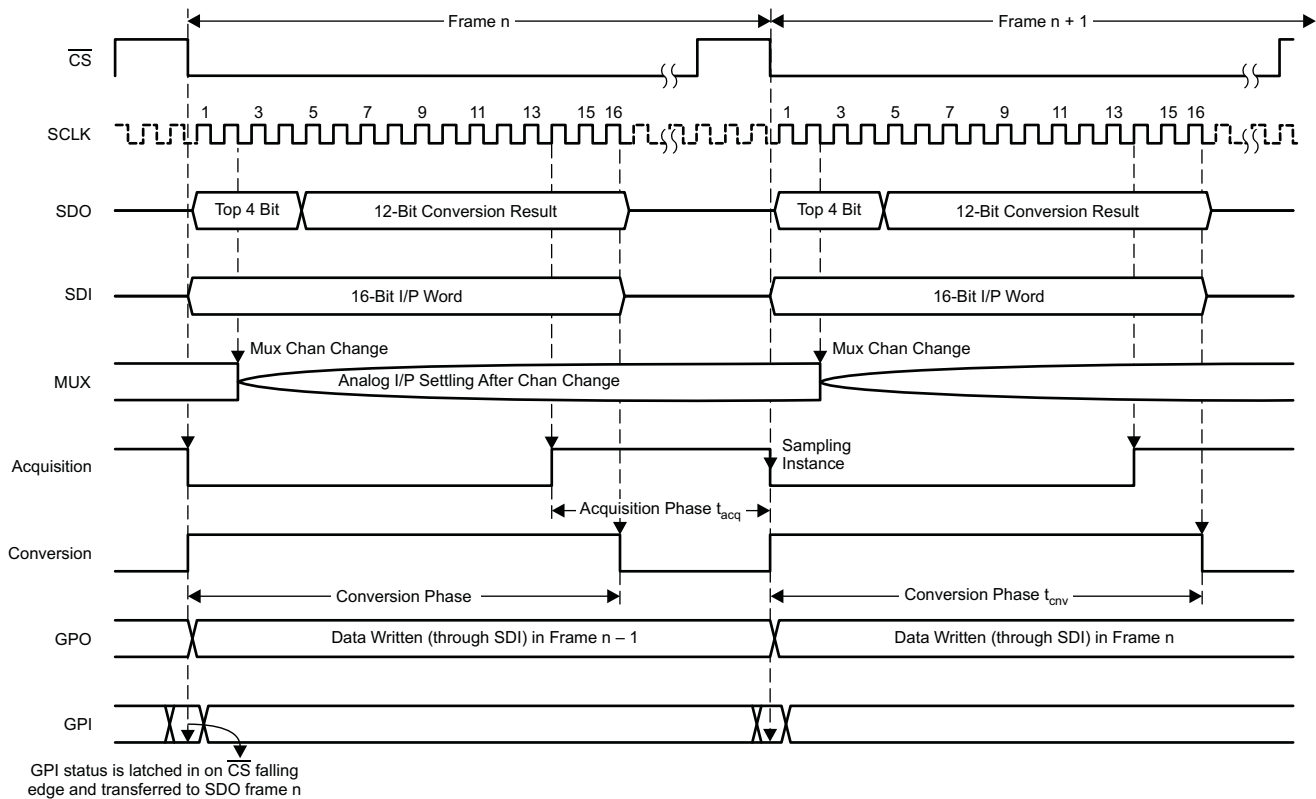 Frame n
Frame n + 1
CS
1 3 5 7 9 11 13 15 16 1 3 5 7 9 11 13 15 16
SCLK
SDO
Top 4 Bit
12-Bit Conversion Result
Top 4 Bit
12-Bit Conversion Result
SDI
16-Bit I/P Word
16-Bit I/P Word
Mux Chan Change
Mux Chan Change
MUX
Analog I/P Settling After Chan Change
Acquisition
Sampling
Instance
Acquisition Phase tacq
Conversion
Conversion Phase
Conversion Phase tcnv
GPO
Data Written (through SDI) in Frame n – 1
Data Written (through SDI) in Frame n
GPI
GPI status is latched in on CS falling
edge and transferred to SDO frame n